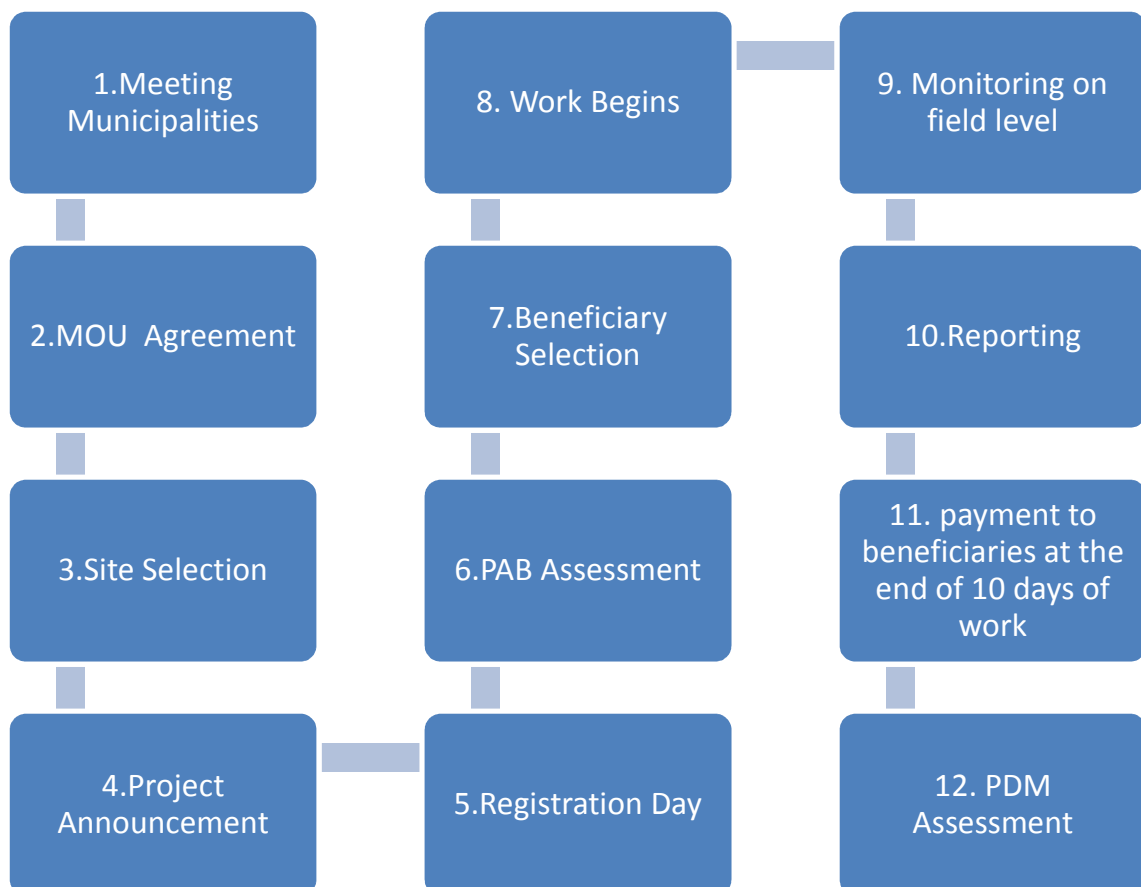 1.Meeting
Municipalities
2.MOU  Agreement
3.Site Selection
4.Project
Announcement
5.Registration Day
6.PAB Assessment
7.Beneficiary
Selection
8. Work Begins
9. Monitoring on
field level
10.Reporting
11. payment to
beneficiaries at the
end of 10 days of
work
12. PDM
Assessment